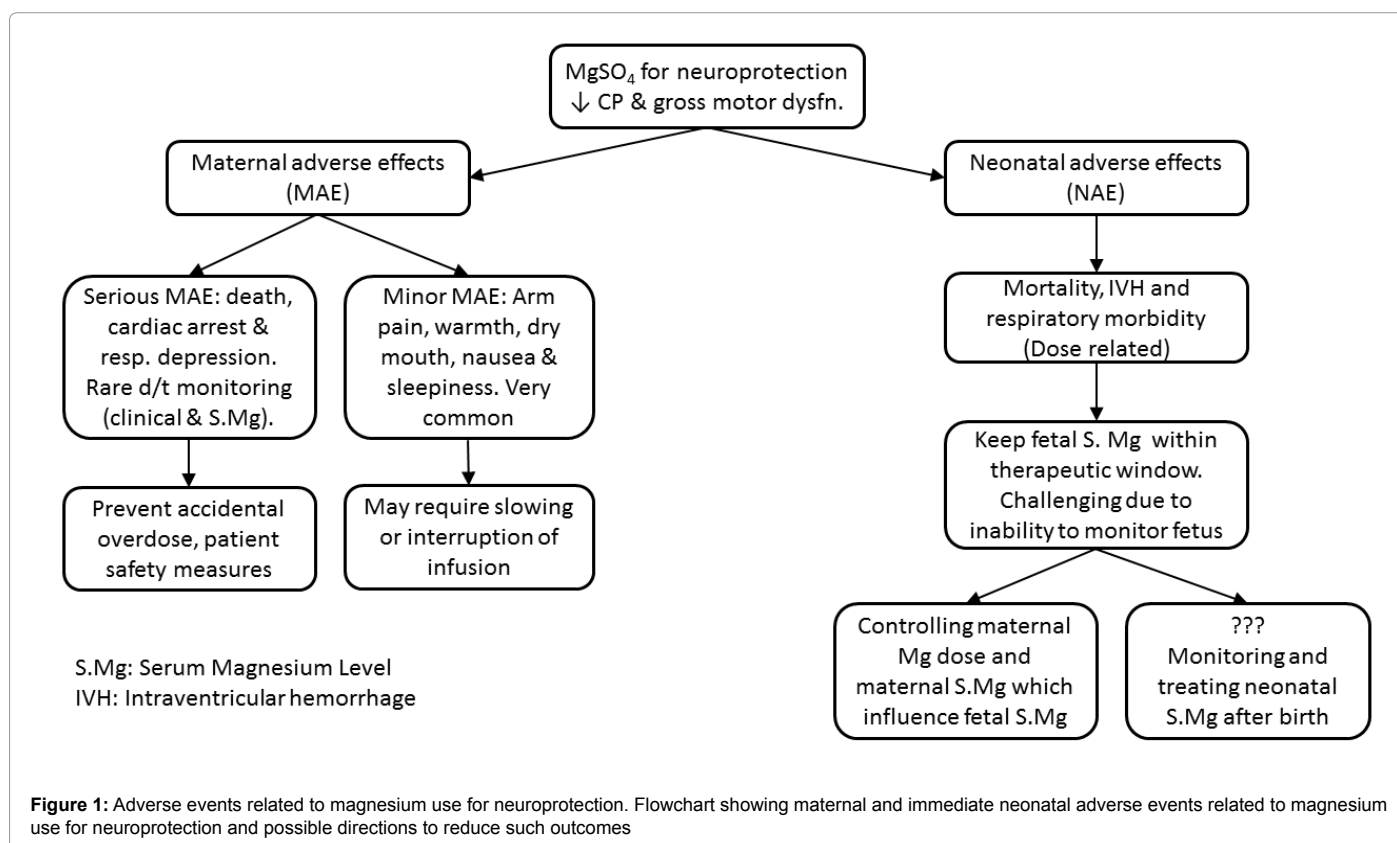 MgSO₄ for neuroprotection
↓ CP & gross motor dysfn.
Maternal adverse effects
(MAE)
Neonatal adverse effects
(NAE)
Serious MAE: death,
cardiac arrest &
resp. depression.
Rare d/t monitoring
(clinical & S.Mg).
Minor MAE: Arm
pain, warmth, dry
mouth, nausea &
sleepiness. Very
common
Mortality, IVH and
respiratory morbidity
(Dose related)
Prevent accidental
overdose, patient
safety measures
May require slowing
or interruption of
infusion
Keep fetal S. Mg within
therapeutic window.
Challenging due to
inability to monitor fetus
Controlling maternal
Mg dose and
maternal S.Mg which
influence fetal S.Mg
???
Monitoring and
treating neonatal
S.Mg after birth
S.Mg: Serum Magnesium Level
IVH: Intraventricular hemorrhage
Figure 1: Adverse events related to magnesium use for neuroprotection. Flowchart showing maternal and immediate neonatal adverse events related to magnesium
use for neuroprotection and possible directions to reduce such outcomes